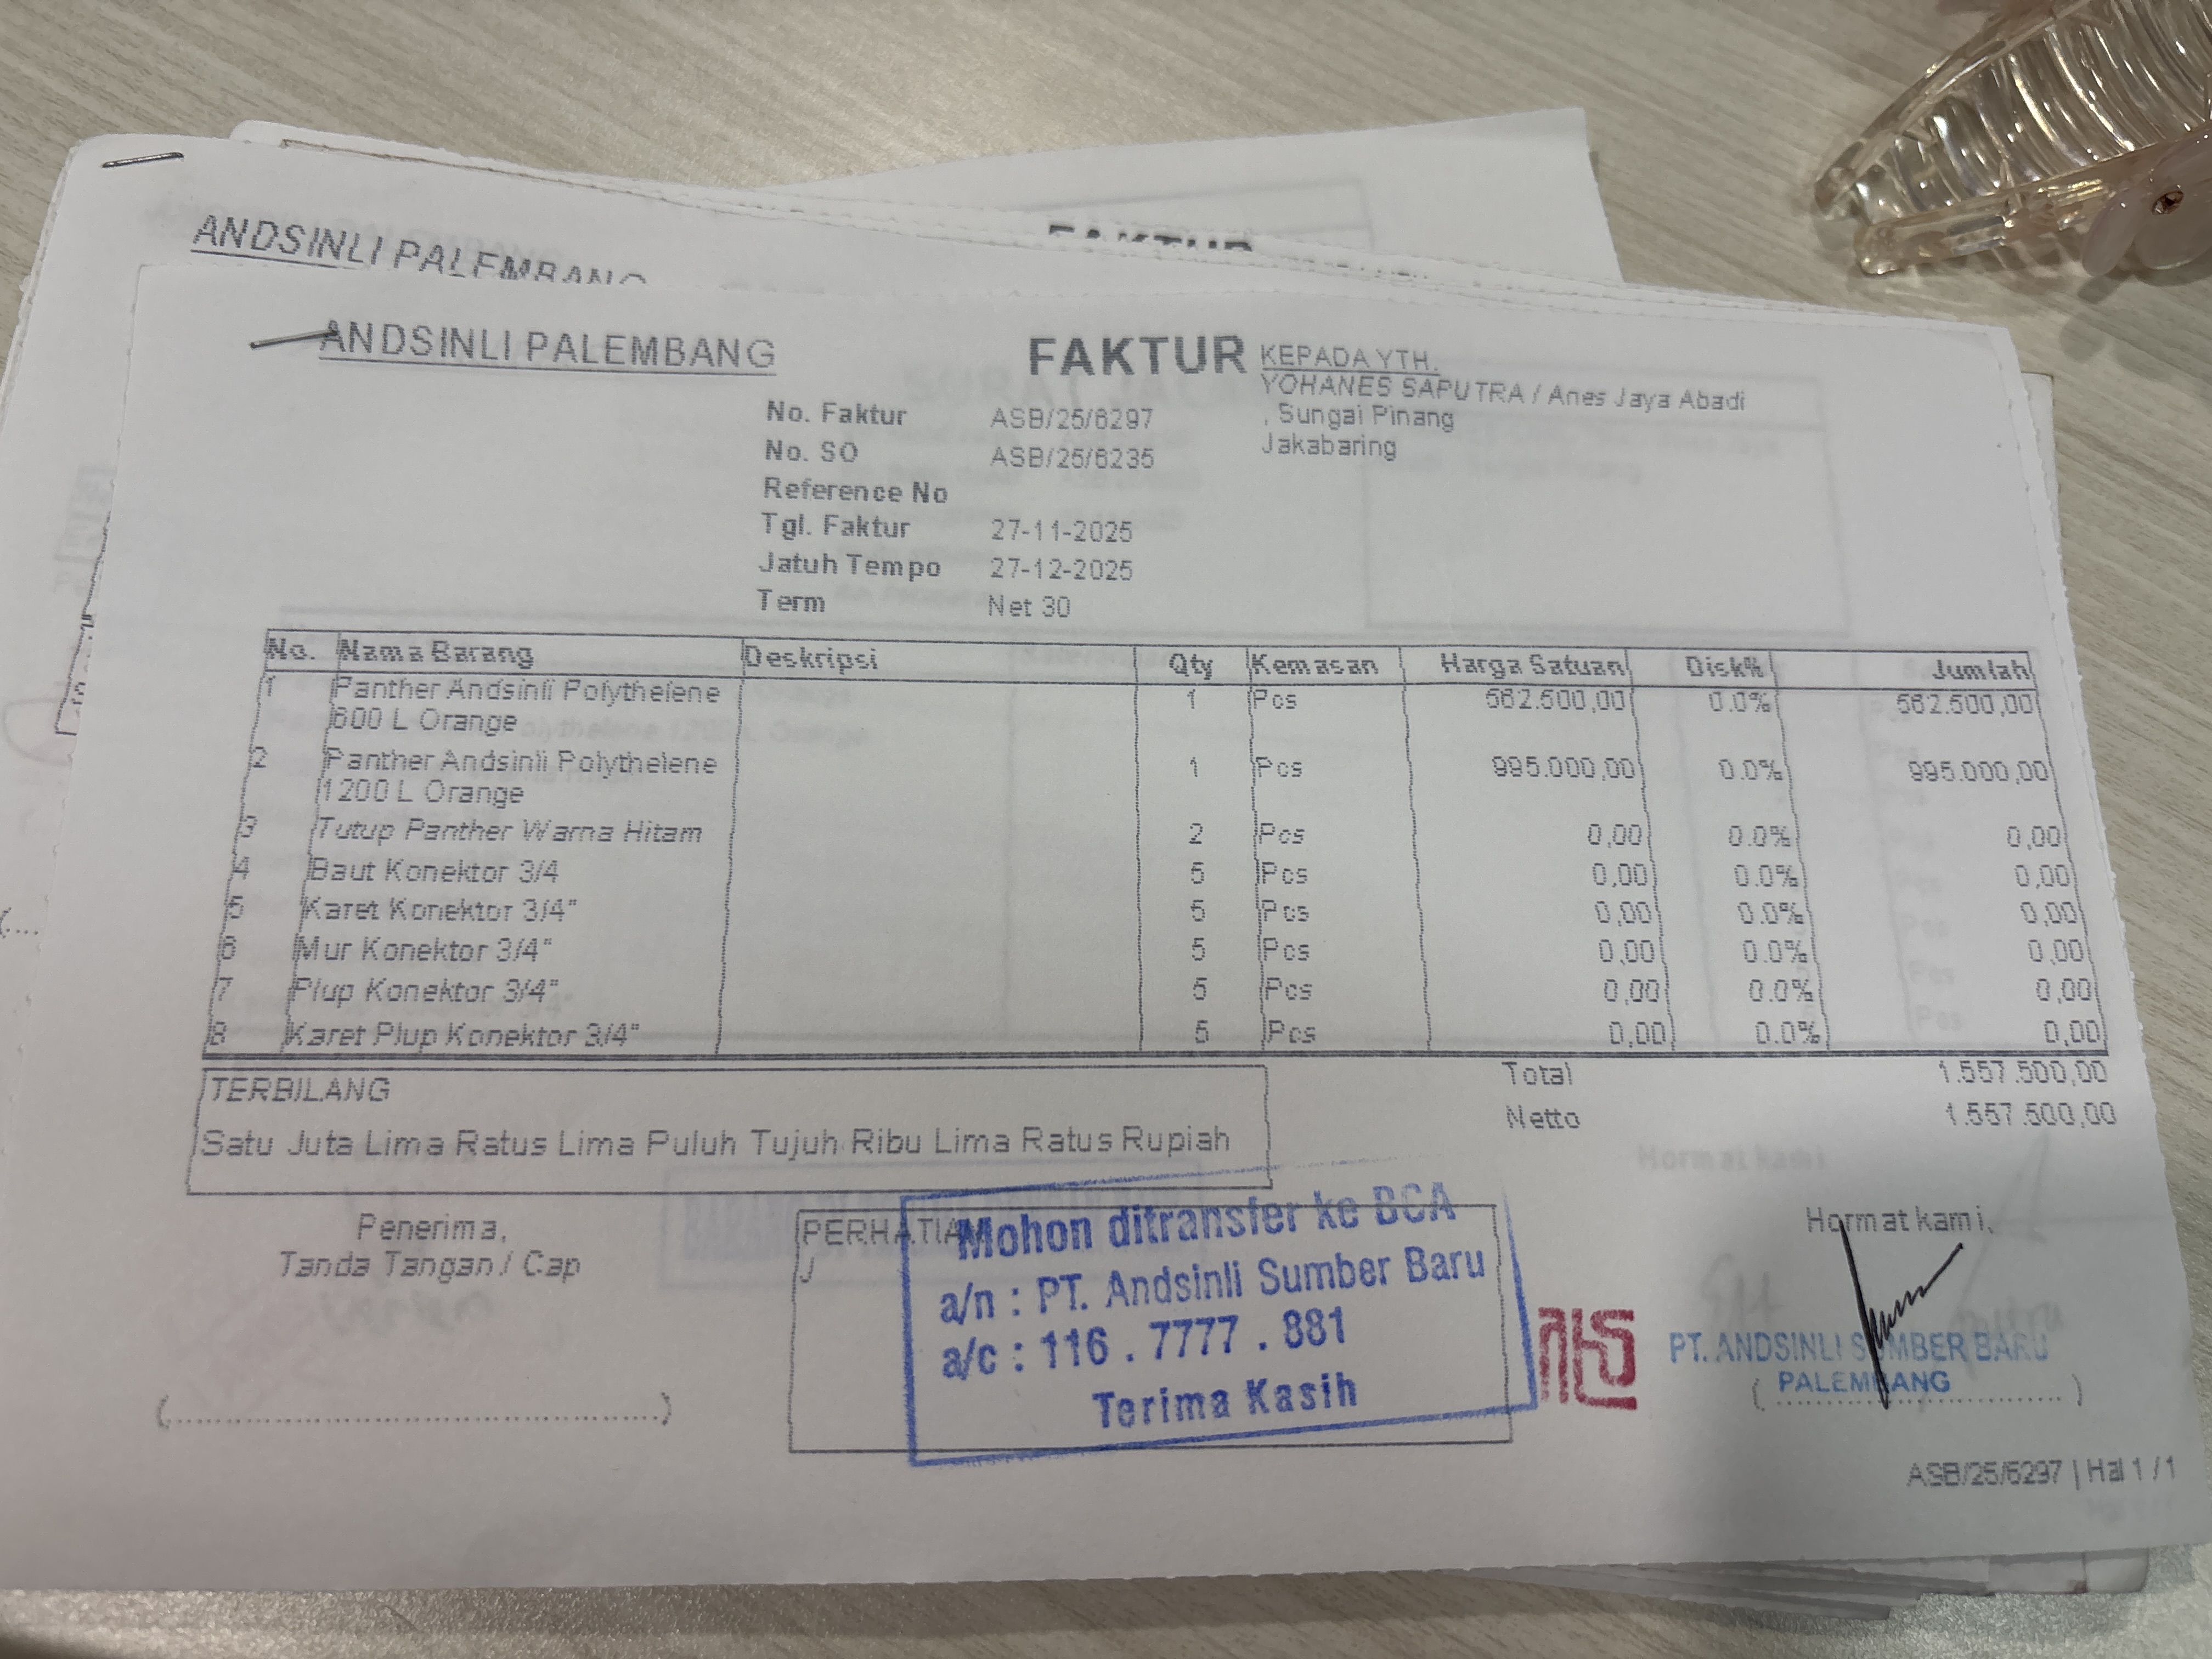 ANDSINLI PALEMBANG
FAKTUR
ANDSINLI PALEMBANG
FAKTUR
KEPADA YTH.
YOHANES SAPUTRA / Anes Jaya Abadi
, Sungai Pinang
Jakabaring
No. Faktur ASB/25/6297
No. SO ASB/25/6235
Reference No
Tgl. Faktur 27-11-2025
Jatuh Tempo 27-12-2025
Term Net 30
No. Nama Barang Deskripsi Qty Kemasan Harga Satuan Disk% Jumlah
1 Panther Andsinli Polythelene 1 Pcs 562.500,00 0.0% 562.500,00
600 L Orange
2 Panther Andsinli Polythelene 1 Pcs 995.000,00 0.0% 995.000,00
1200 L Orange
3 Tutup Panther Warna Hitam 2 Pcs 0,00 0.0% 0,00
4 Baut Konektor 3/4 5 Pcs 0,00 0.0% 0,00
5 Karet Konektor 3/4" 5 Pcs 0,00 0.0% 0,00
6 Mur Konektor 3/4" 5 Pcs 0,00 0.0% 0,00
7 Plup Konektor 3/4" 5 Pcs 0,00 0.0% 0,00
8 Karet Plup Konektor 3/4" 5 Pcs 0,00 0.0% 0,00
Total 1.557.500,00
Netto 1.557.500,00
TERBILANG
Satu Juta Lima Ratus Lima Puluh Tujuh Ribu Lima Ratus Rupiah
Penerima,
Tanda Tangan / Cap
(..............................)
PERHATIA
Mohon ditransfer ke BCA
a/n : PT. Andsinli Sumber Baru
a/c : 116 . 7777 . 881
Terima Kasih
Hormat kami,
PT. ANDSINLI SUMBER BARU
PALEMBANG
(..............................)
ASB/25/6297 | Hal 1 / 1